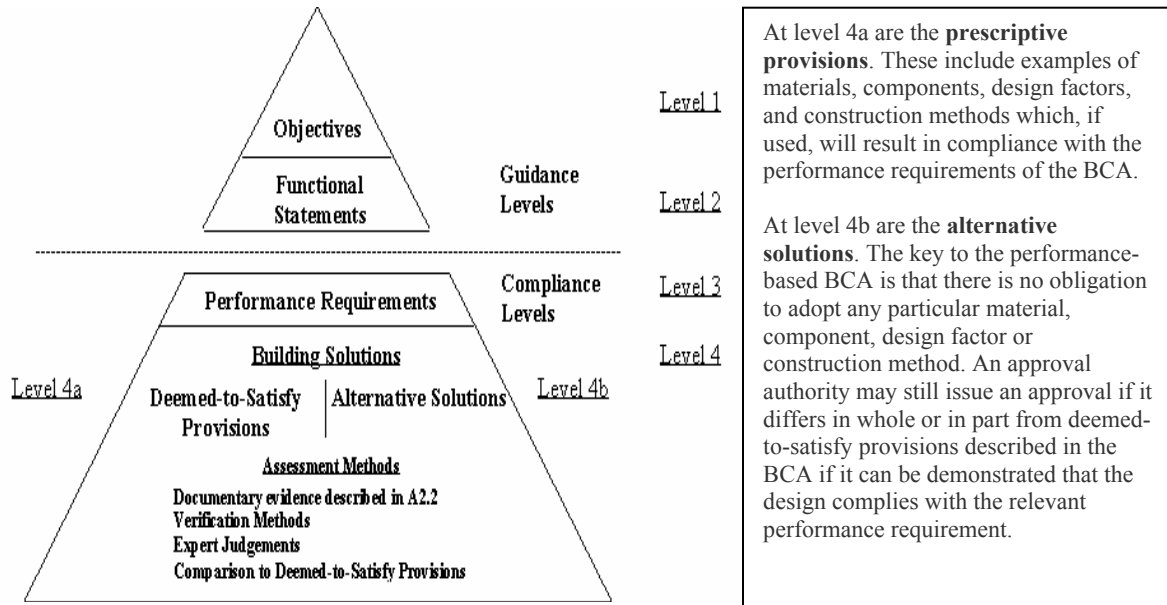 Objectives
Level 1
Functional
Statements
Guidance
Levels
Level 2
Performance Requirements
Compliance
Levels
Level 3
Building Solutions
Level 4
Level 4a
Deemed-to-Satisfy
Provisions
Alternative Solutions
Level 4b
Assessment Methods
Documentary evidence described in A2.2
Verification Methods
Expert Judgements
Comparison to Deemed-to-Satisfy Provisions
At level 4a are the prescriptive
provisions. These include examples of
materials, components, design factors,
and construction methods which, if
used, will result in compliance with the
performance requirements of the BCA.
At level 4b are the alternative
solutions. The key to the performance-
based BCA is that there is no obligation
to adopt any particular material,
component, design factor or
construction method. An approval
authority may still issue an approval if it
differs in whole or in part from deemed-
to-satisfy provisions described in the
BCA if it can be demonstrated that the
design complies with the relevant
performance requirement.